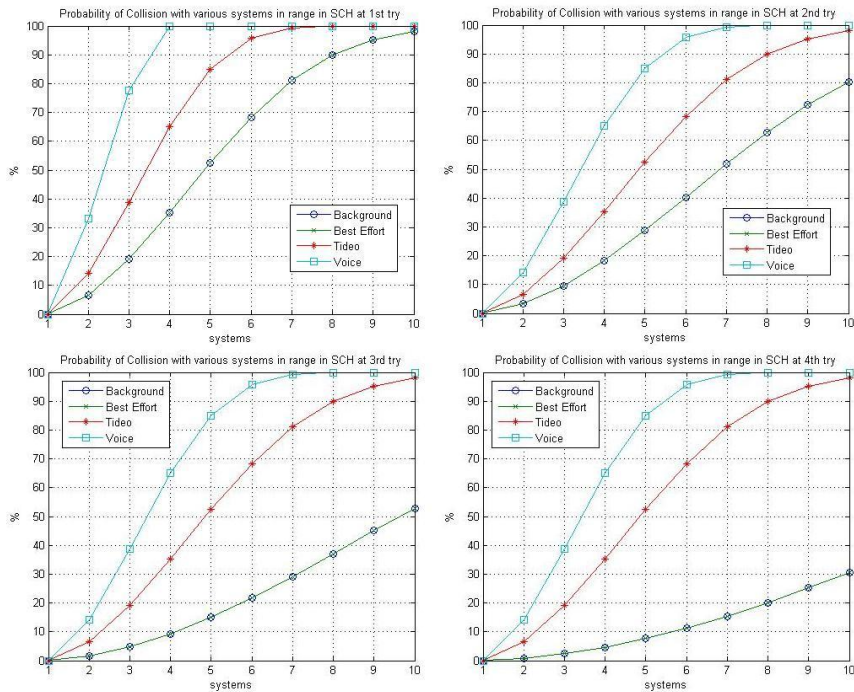 Probability of Collision with various systems in range in SCH at 1st try
100
90
80
70
60
50
40
30
20
10
0
%
1 2 3 4 5 6 7 8 9 10
systems
Background
Best Effort
Tideo
Voice
Probability of Collision with various systems in range in SCH at 2nd try
100
90
80
70
60
50
40
30
20
10
0
%
1 2 3 4 5 6 7 8 9 10
systems
Background
Best Effort
Tideo
Voice
Probability of Collision with various systems in range in SCH at 3rd try
100
90
80
70
60
50
40
30
20
10
0
%
1 2 3 4 5 6 7 8 9 10
systems
Background
Best Effort
Tideo
Voice
Probability of Collision with various systems in range in SCH at 4th try
100
90
80
70
60
50
40
30
20
10
0
%
1 2 3 4 5 6 7 8 9 10
systems
Background
Best Effort
Tideo
Voice